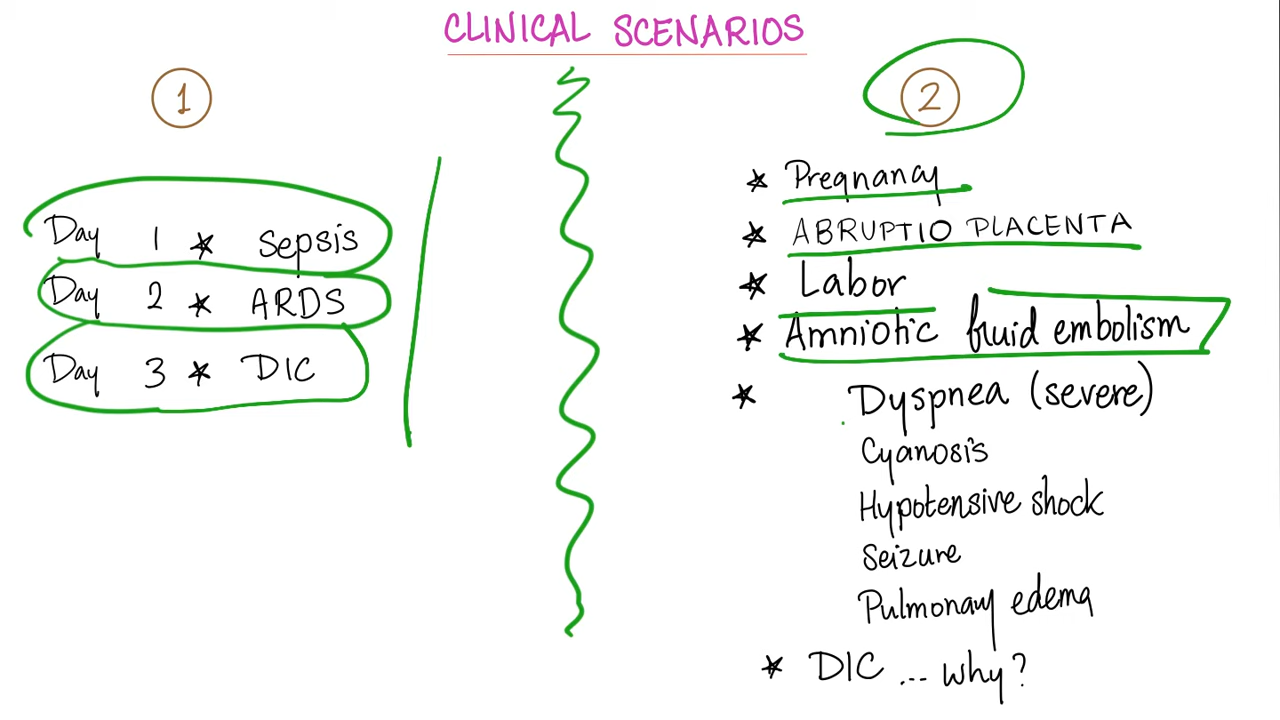 CLINICAL SCENARIOS
1
Day 1 ★ Sepsis
Day 2 ★ ARDS
Day 3 ★ DIC
2
★ Pregnancy
★ ABRUPTIO PLACENTA
★ Labor
★ Amniotic fluid embolism
★ Dyspnea (severe)
Cyanosis
Hypotensive shock
Seizure
Pulmonary edema
★ DIC ... why?